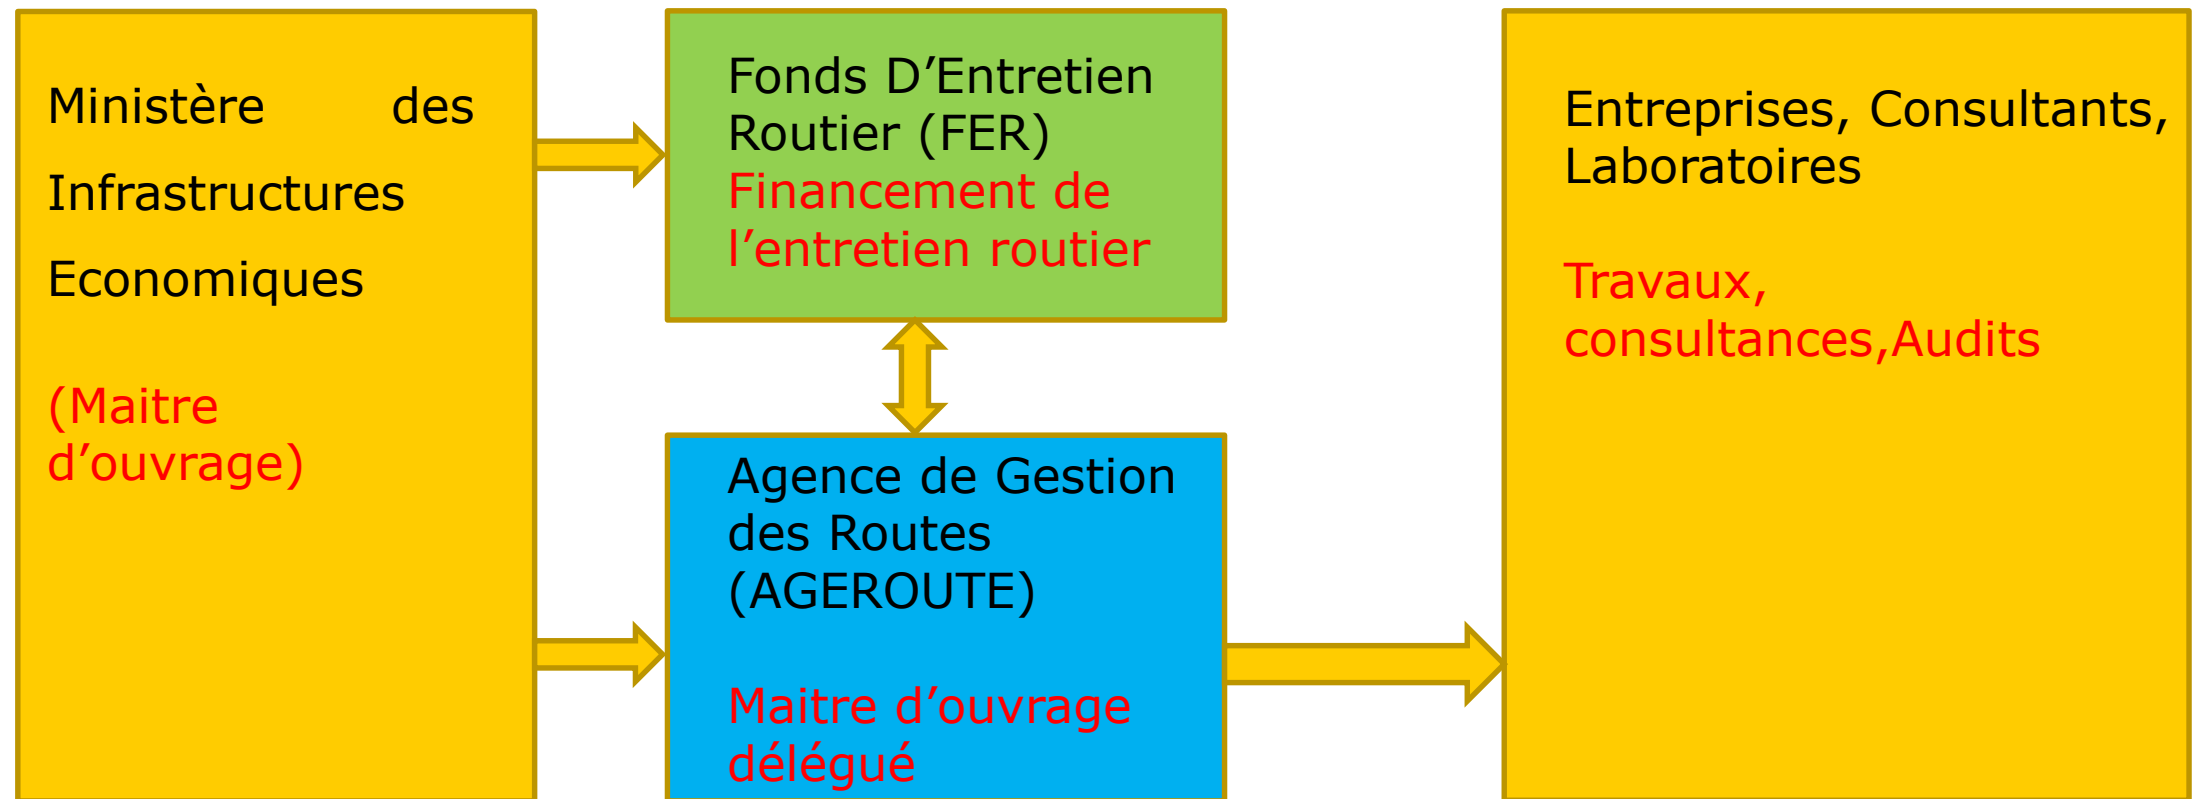 Ministère des
Infrastructures
Economiques
(Maitre
d’ouvrage)
Fonds D’Entretien
Routier (FER)
Financement de
l’entretien routier
Agence de Gestion
des Routes
(AGEROUTE)
Maitre d’ouvrage
délégué
Entreprises, Consultants,
Laboratoires
Travaux,
consultances,Audits